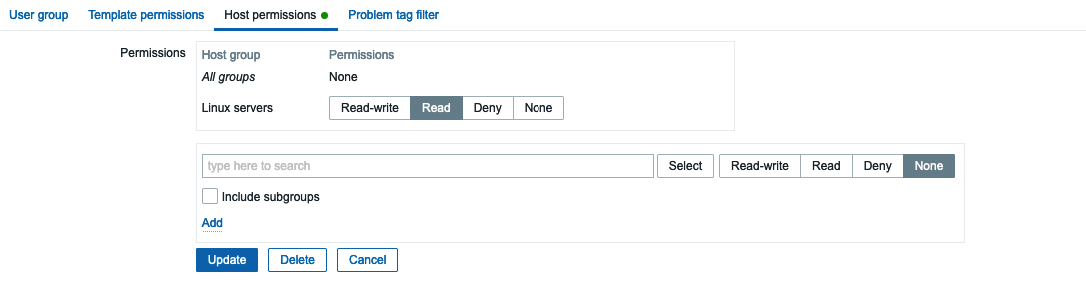 User group Template permissions Host permissions Problem tag filter
Permissions Host group Permissions
All groups None
Linux servers Read-write Read Deny None
type here to search Select Read-write Read Deny None
Include subgroups
Add
Update Delete Cancel